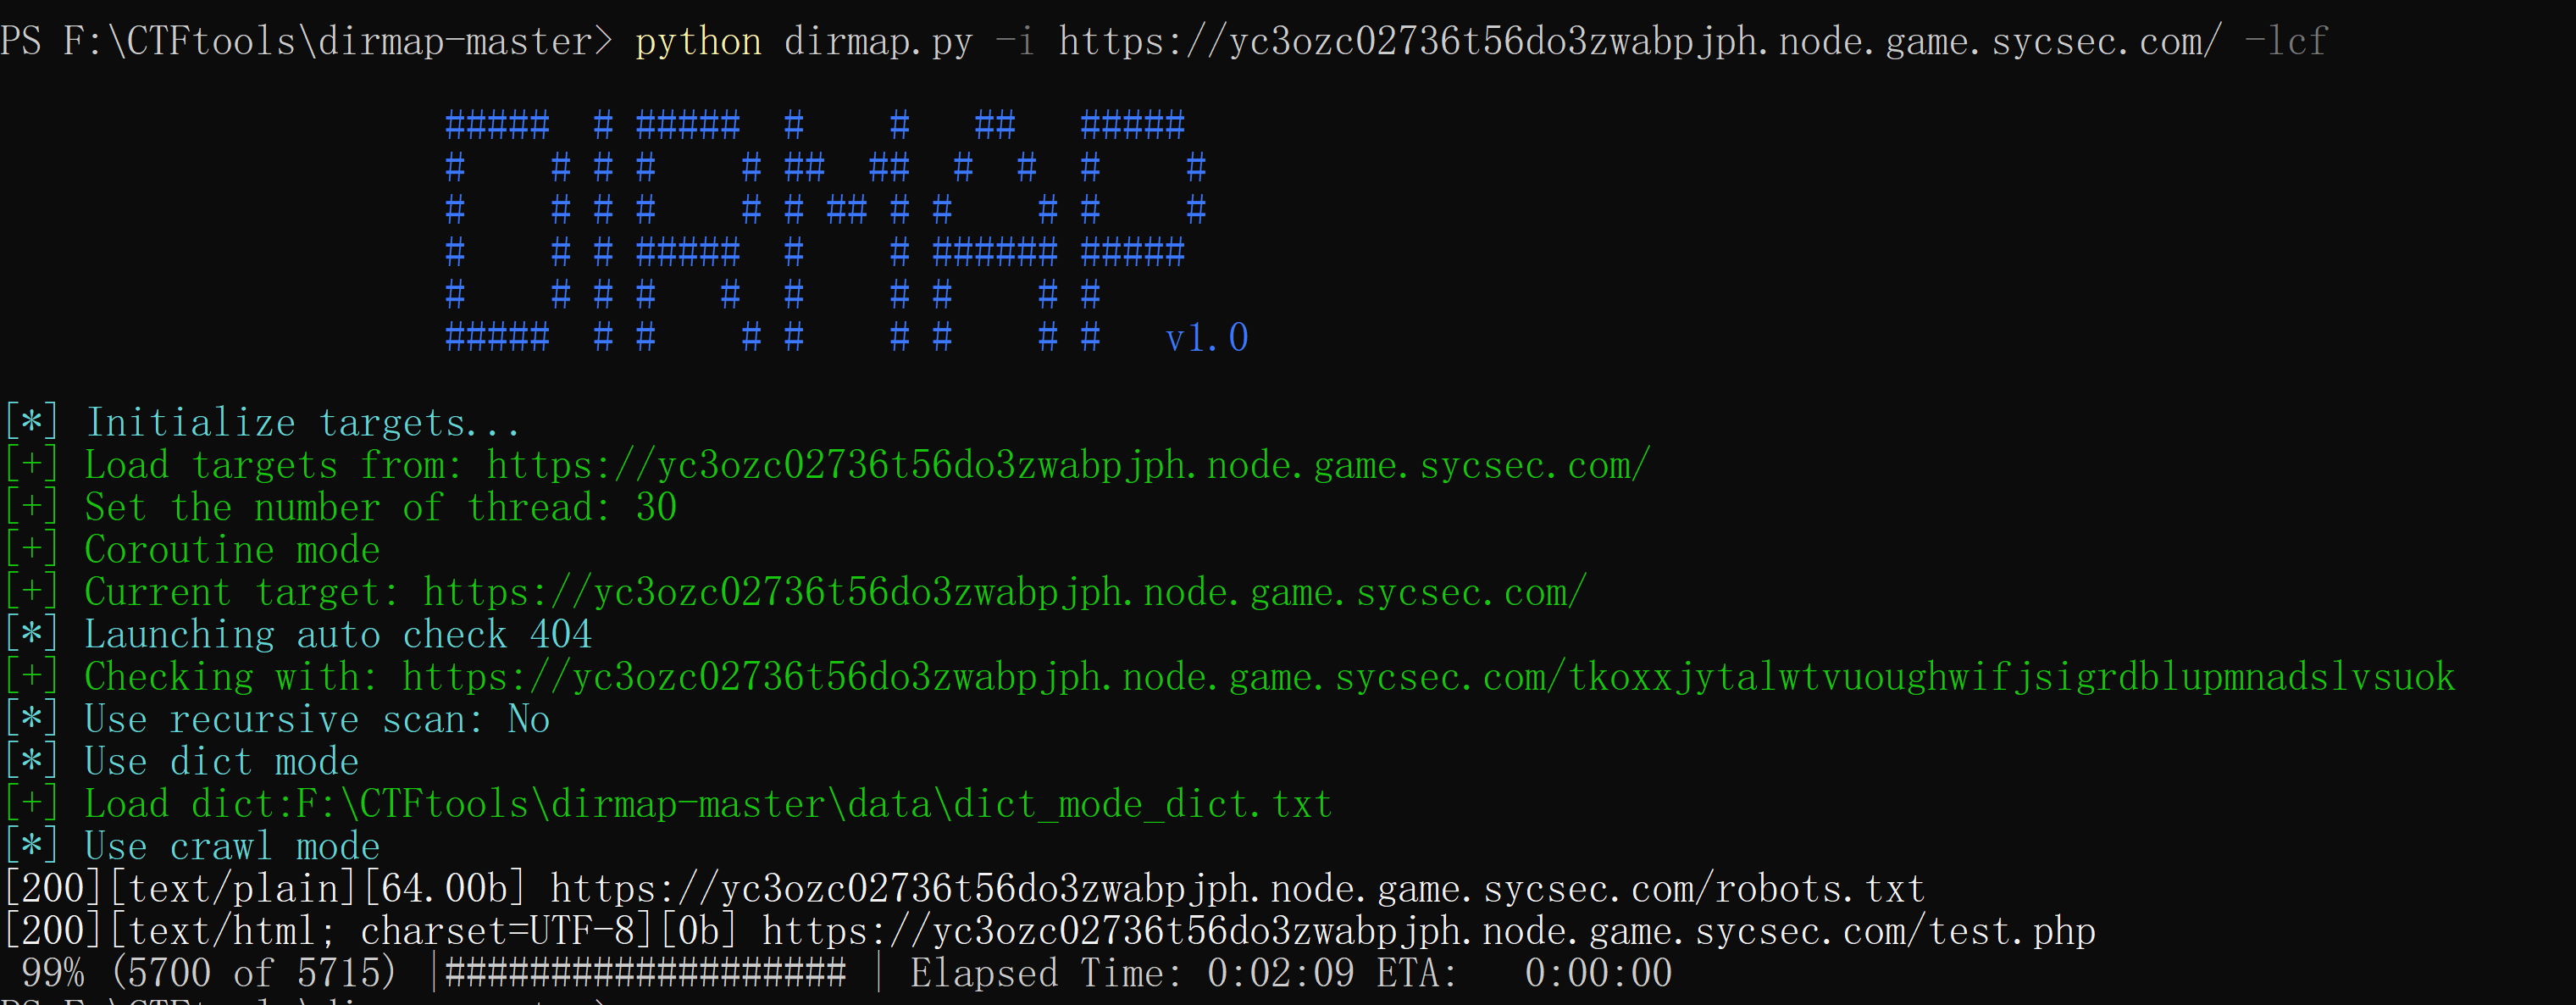 PS F:\CTFtools\dirmap-master> python dirmap.py -i https://yc3ozc02736t56do3zwabpjph.node.game.sycsec.com/ -lcf
##### # ##### # # ## #####
# # # # # ## ## # # # #
# # # # # # ## # # # # #
# # # ##### # # ###### #####
# # # # # # # # # #
##### # # # # # # # # v1.0
[*] Initialize targets...
[+] Load targets from: https://yc3ozc02736t56do3zwabpjph.node.game.sycsec.com/
[+] Set the number of thread: 30
[+] Coroutine mode
[+] Current target: https://yc3ozc02736t56do3zwabpjph.node.game.sycsec.com/
[*] Launching auto check 404
[+] Checking with: https://yc3ozc02736t56do3zwabpjph.node.game.sycsec.com/tkoxxjytalwtvuoughwifjsigrdblupmnadslvsuok
[*] Use recursive scan: No
[*] Use dict mode
[+] Load dict:F:\CTFtools\dirmap-master\data\dict_mode_dict.txt
[*] Use crawl mode
[200][text/plain][64.00b] https://yc3ozc02736t56do3zwabpjph.node.game.sycsec.com/robots.txt
[200][text/html; charset=UTF-8][0b] https://yc3ozc02736t56do3zwabpjph.node.game.sycsec.com/test.php
99% (5700 of 5715) |################### | Elapsed Time: 0:02:09 ETA: 0:00:00